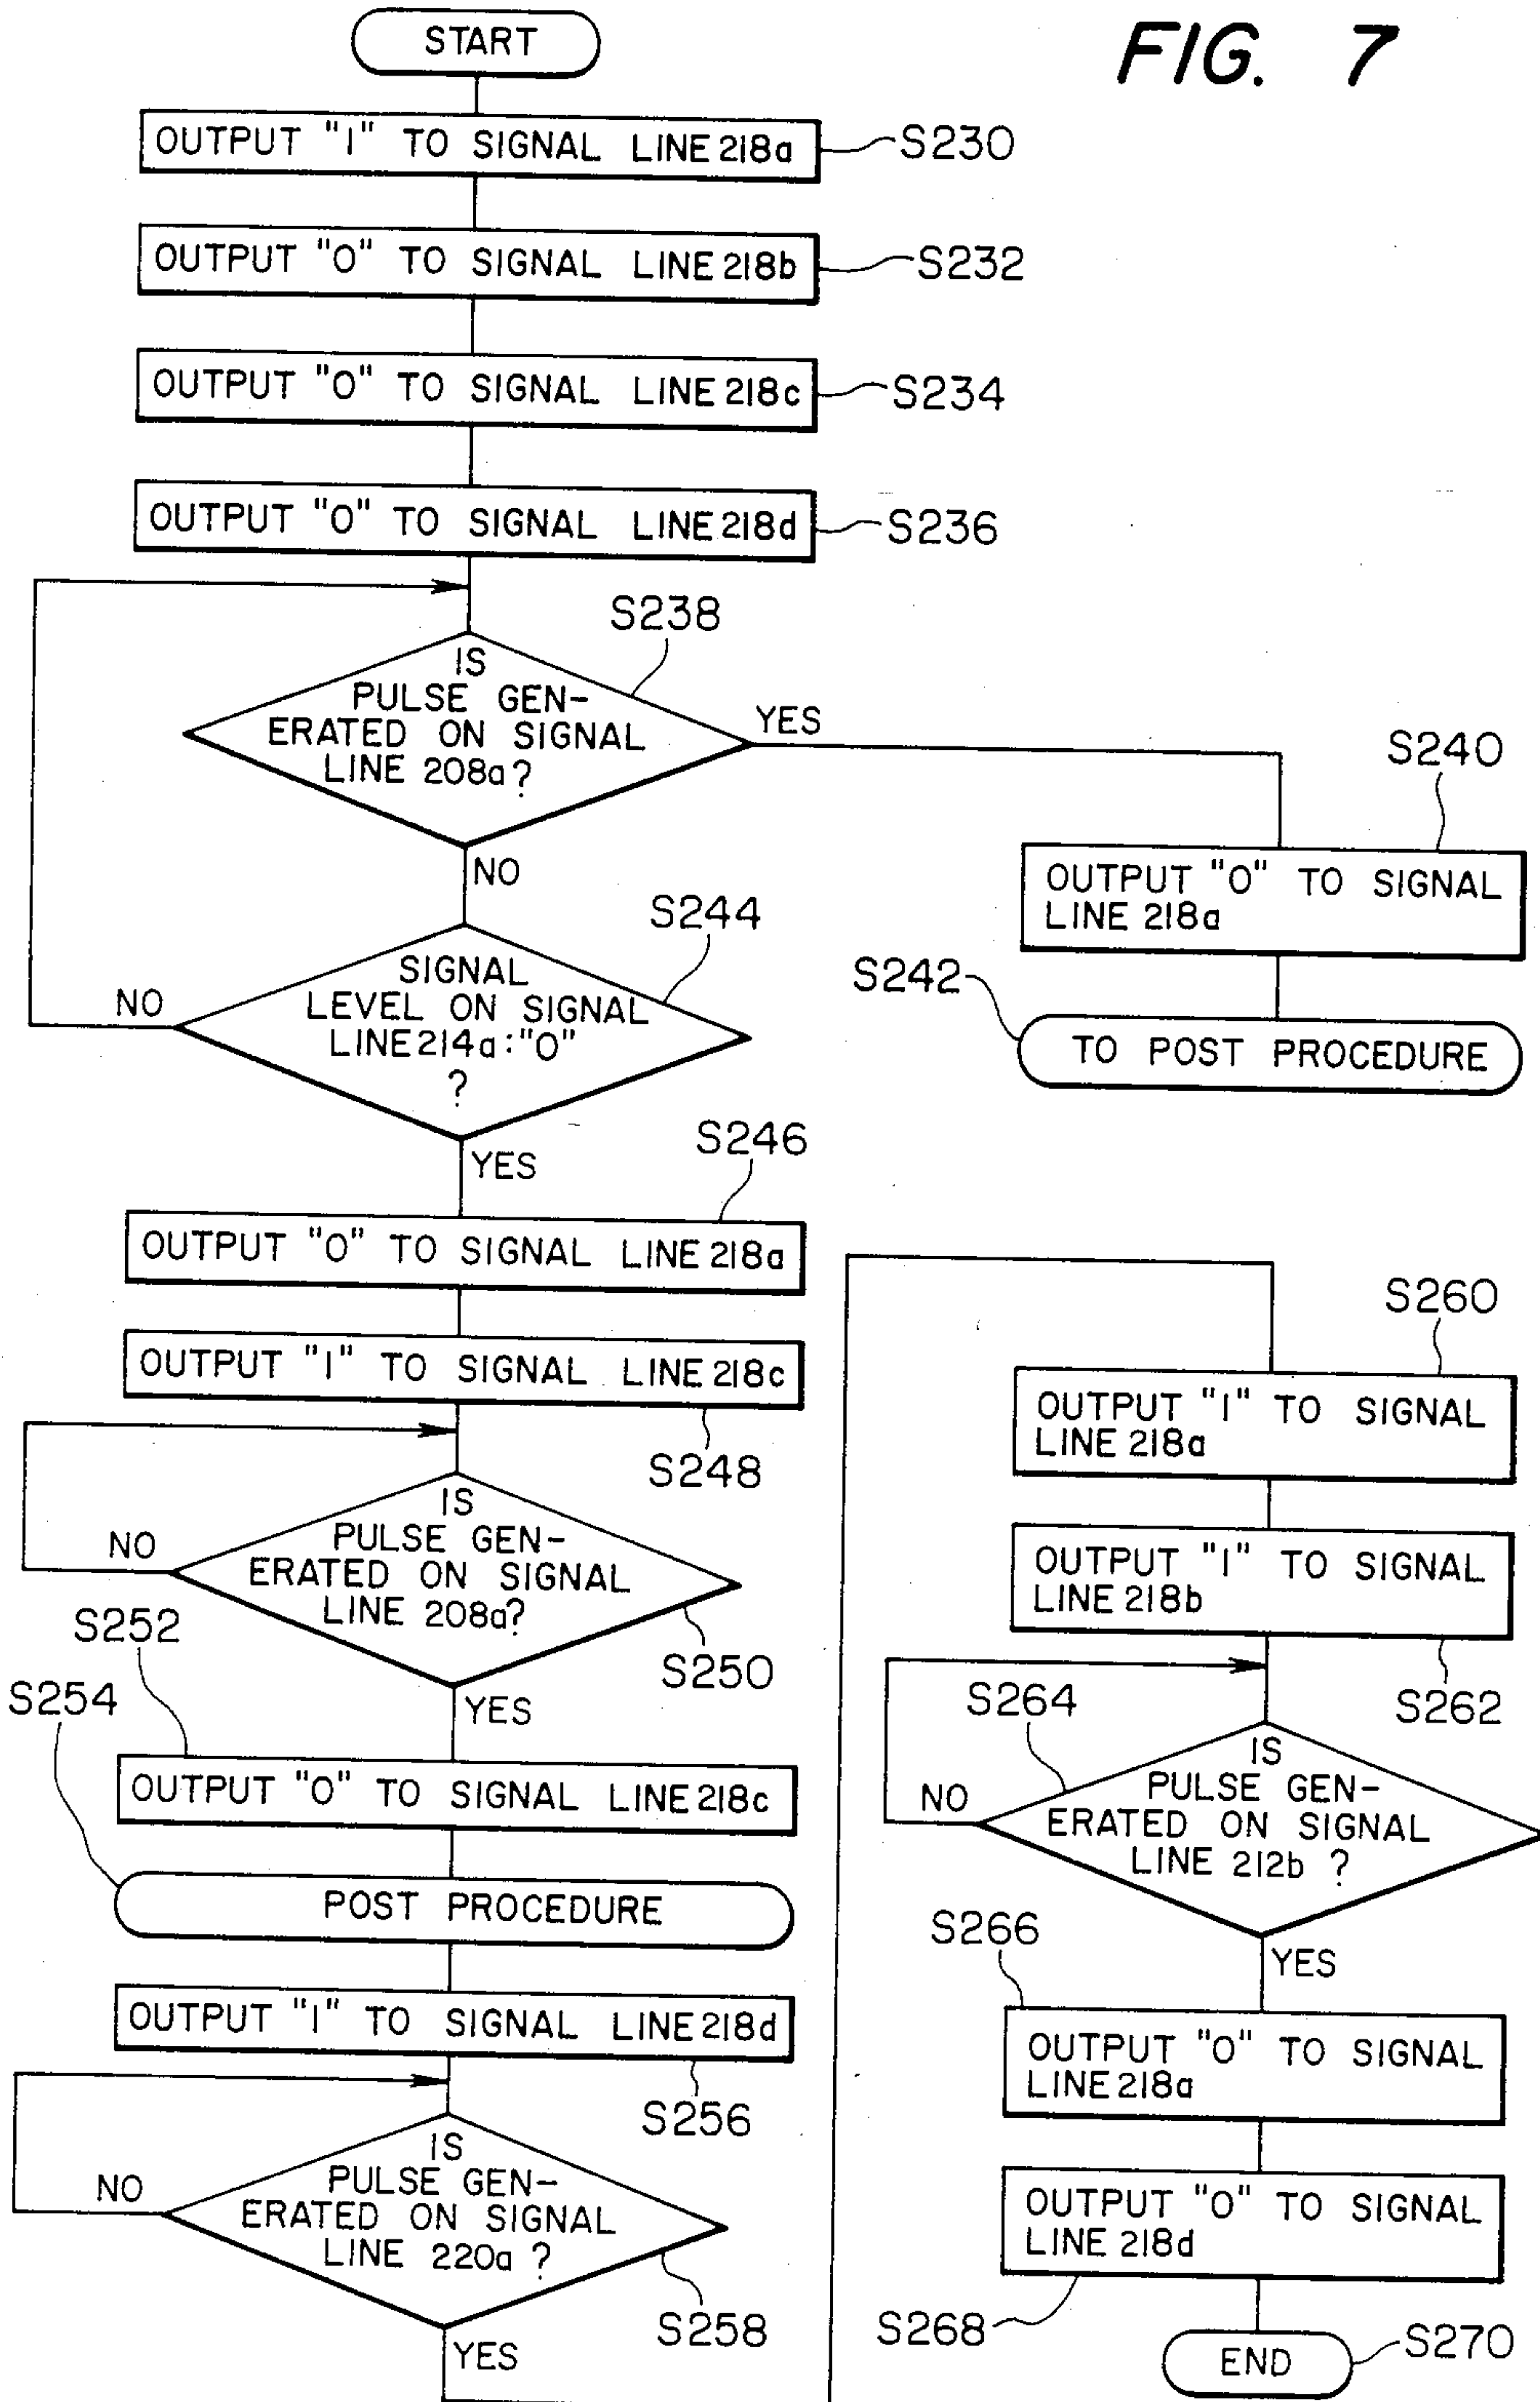 FIG. 7
START
OUTPUT "1" TO SIGNAL LINE 218a
S230
OUTPUT "0" TO SIGNAL LINE 218b
S232
OUTPUT "0" TO SIGNAL LINE 218c
S234
OUTPUT "0" TO SIGNAL LINE 218d
S236
S238
IS
PULSE GEN-
ERATED ON SIGNAL
LINE 208a?
YES
NO
S240
OUTPUT "0" TO SIGNAL
LINE 218a
S242
TO POST PROCEDURE
S244
SIGNAL
LEVEL ON SIGNAL
LINE 214a:"0"
?
NO
YES
S246
OUTPUT "0" TO SIGNAL LINE 218a
OUTPUT "1" TO SIGNAL LINE 218c
S248
IS
PULSE GEN-
ERATED ON SIGNAL
LINE 208a?
NO
S250
YES
S252
OUTPUT "0" TO SIGNAL LINE 218c
S254
POST PROCEDURE
OUTPUT "1" TO SIGNAL LINE 218d
S256
IS
PULSE GEN-
ERATED ON SIGNAL
LINE 220a ?
NO
S258
YES
S260
OUTPUT "1" TO SIGNAL
LINE 218a
OUTPUT "1" TO SIGNAL
LINE 218b
S262
S264
IS
PULSE GEN-
ERATED ON SIGNAL
LINE 212b ?
NO
YES
S266
OUTPUT "0" TO SIGNAL
LINE 218a
OUTPUT "0" TO SIGNAL
LINE 218d
S268
END
S270